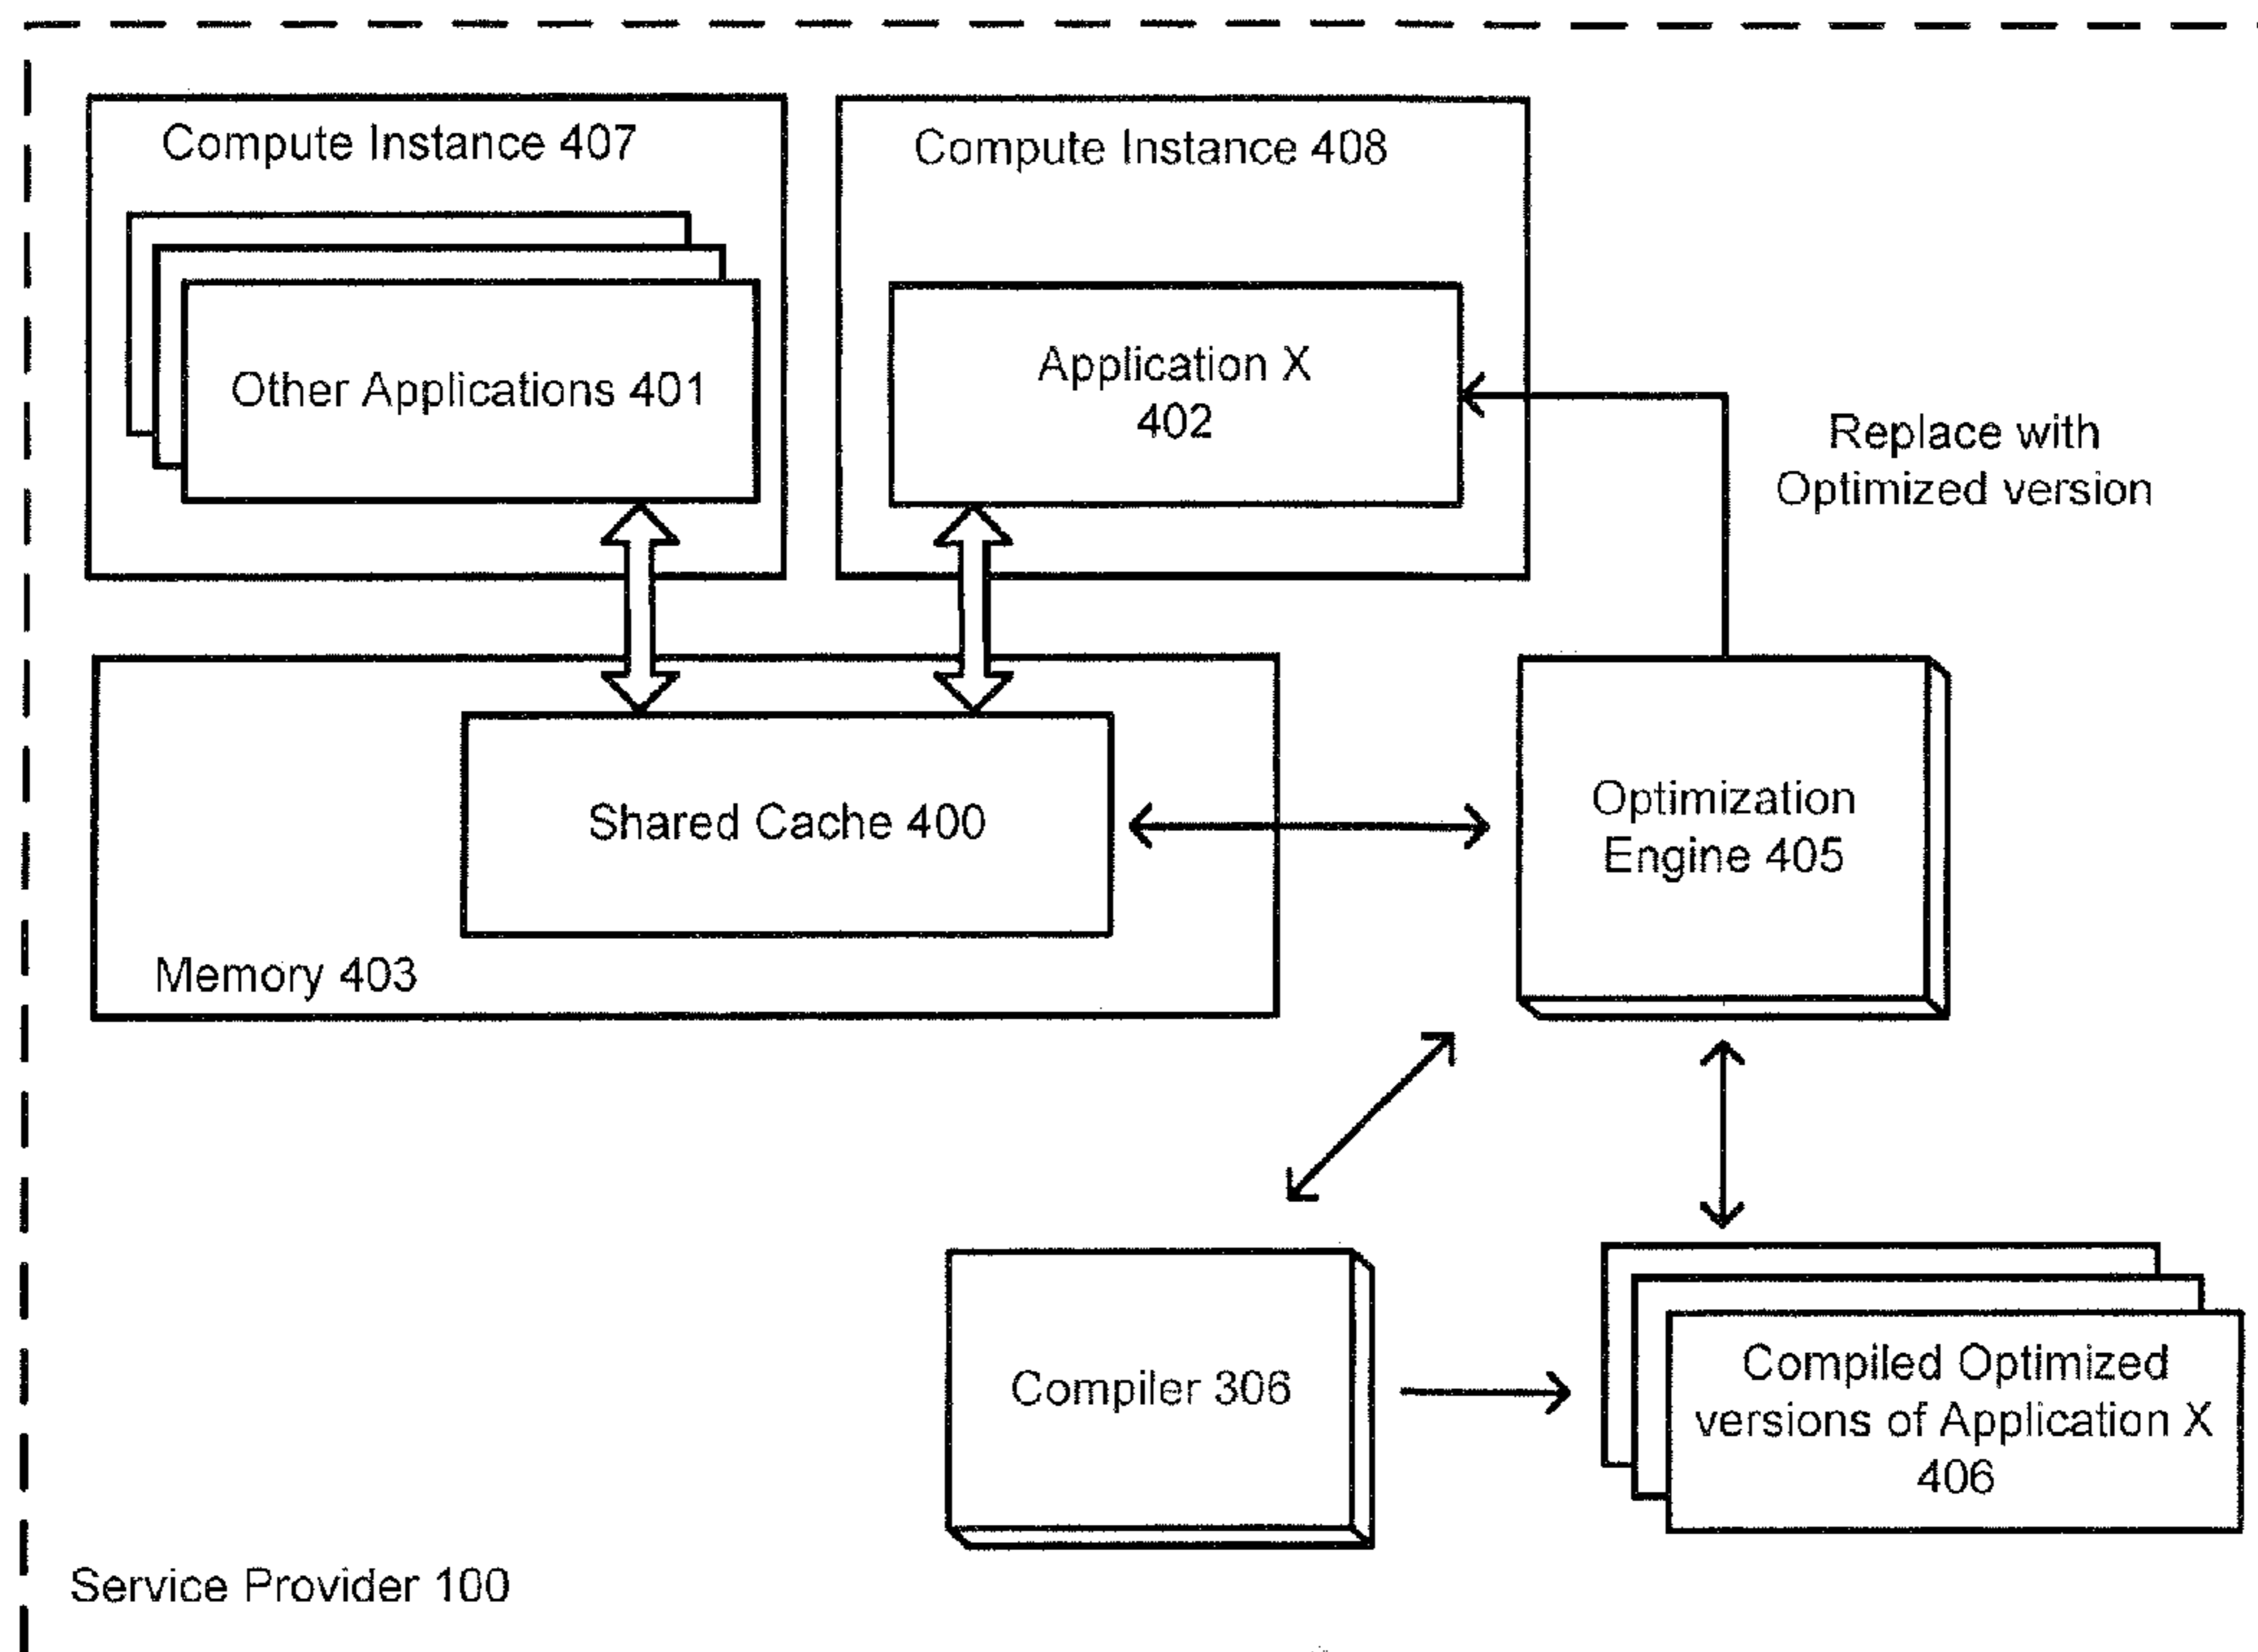 Compute Instance 407
Compute Instance 408
Other Applications 401
Application X
402
Replace with
Optimized version
Shared Cache 400
Optimization
Engine 405
Memory 403
Compiler 306
Compiled Optimized
versions of Application X
406
Service Provider 100